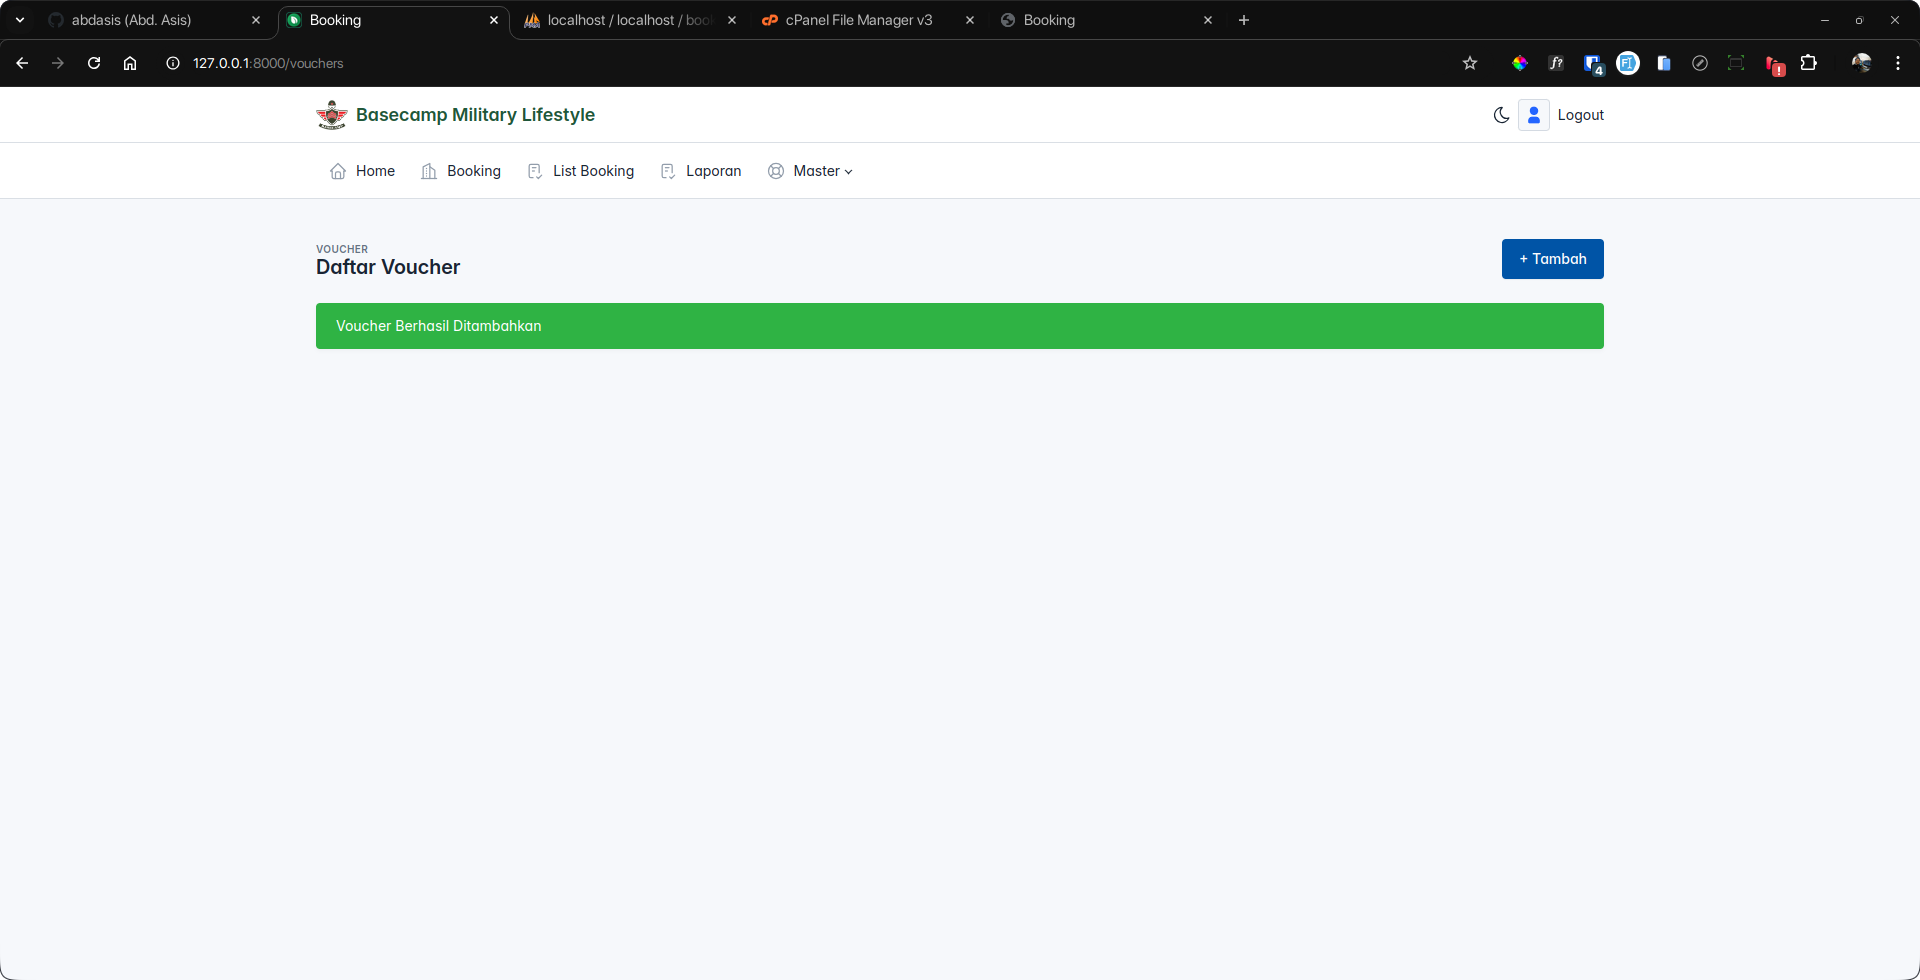 abdasis (Abd. Asis)
Booking
localhost / localhost / book
cPanel File Manager v3
Booking
127.0.0.1:8000/vouchers
f?
4
Basecamp Military Lifestyle
Logout
Home
Booking
List Booking
Laporan
Master
VOUCHER
Daftar Voucher
+ Tambah
Voucher Berhasil Ditambahkan